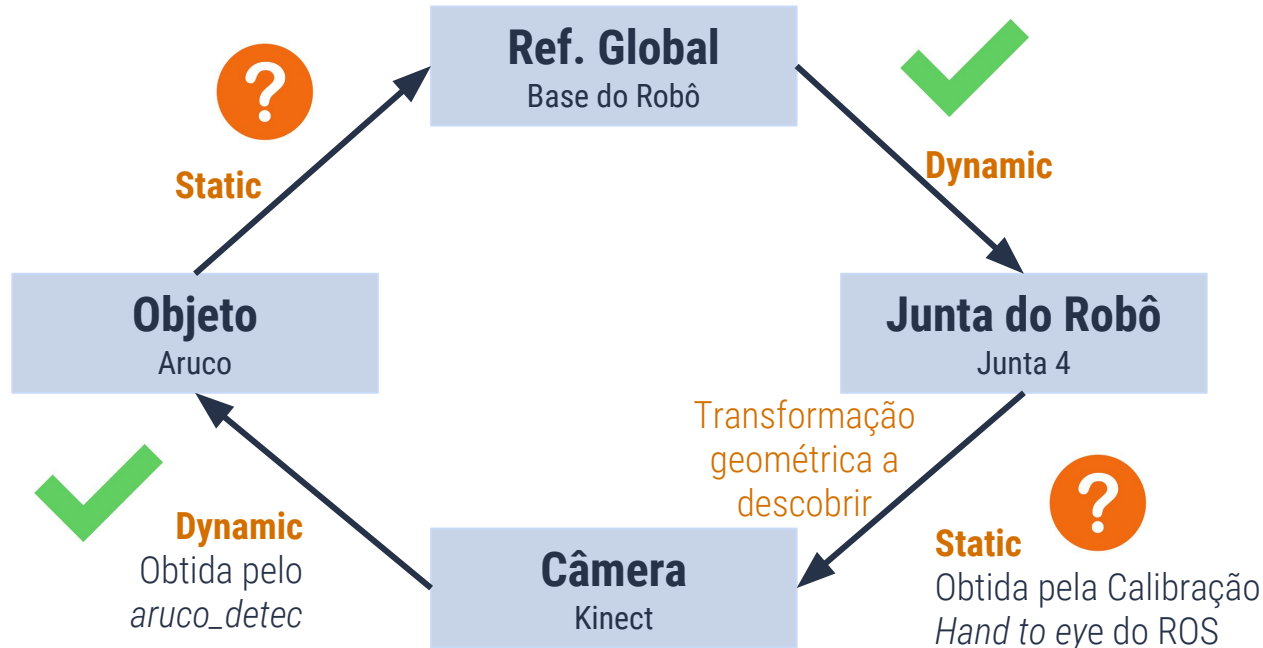 Ref. Global
Base do Robô
?
Static
Dynamic
Objeto
Aruco
Junta do Robô
Junta 4
Transformação
geométrica a
descobrir
?
Dynamic
Obtida pelo
aruco_detec
Câmera
Kinect
Static
Obtida pela Calibração
Hand to eye do ROS